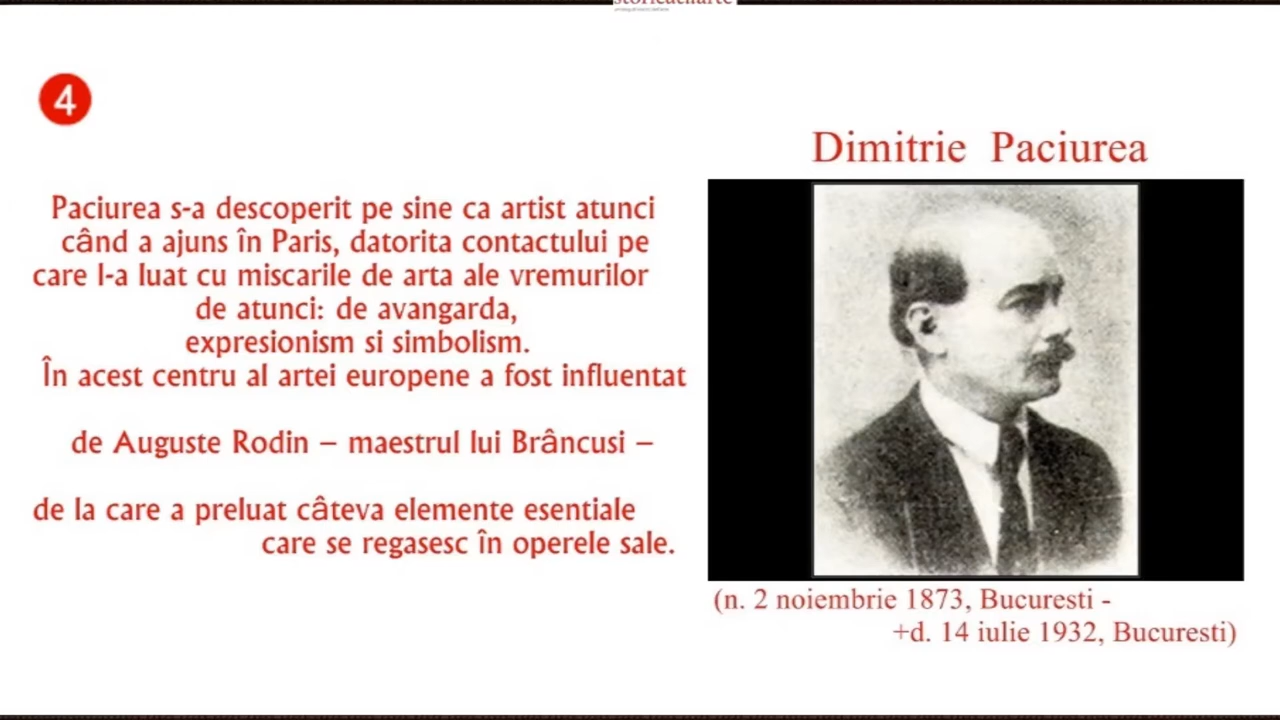 4
Dimitrie Paciurea
Paciurea s-a descoperit pe sine ca artist atunci
când a ajuns în Paris, datorita contactului pe
care l-a luat cu miscarile de arta ale vremurilor
de atunci: de avangarda,
expresionism si simbolism.
În acest centru al artei europene a fost influentat
de Auguste Rodin – maestrul lui Brâncusi –
de la care a preluat câteva elemente esentiale
care se regasesc în operele sale.
(n. 2 noiembrie 1873, Bucuresti -
+d. 14 iulie 1932, Bucuresti)